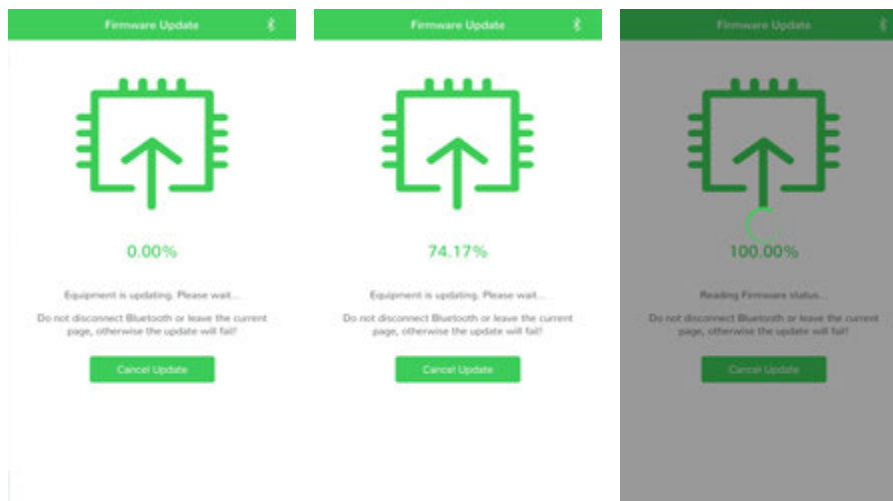 Firmware Update
0.00%
Equipment is updating. Please wait...
Do not disconnect Bluetooth or leave the current
page, otherwise the update will fail!
Cancel Update
Firmware Update
74.17%
Equipment is updating. Please wait...
Do not disconnect Bluetooth or leave the current
page, otherwise the update will fail!
Cancel Update
Firmware Update
100.00%
Reading Firmware status...
Do not disconnect Bluetooth or leave the current
page, otherwise the update will fail!
Cancel Update